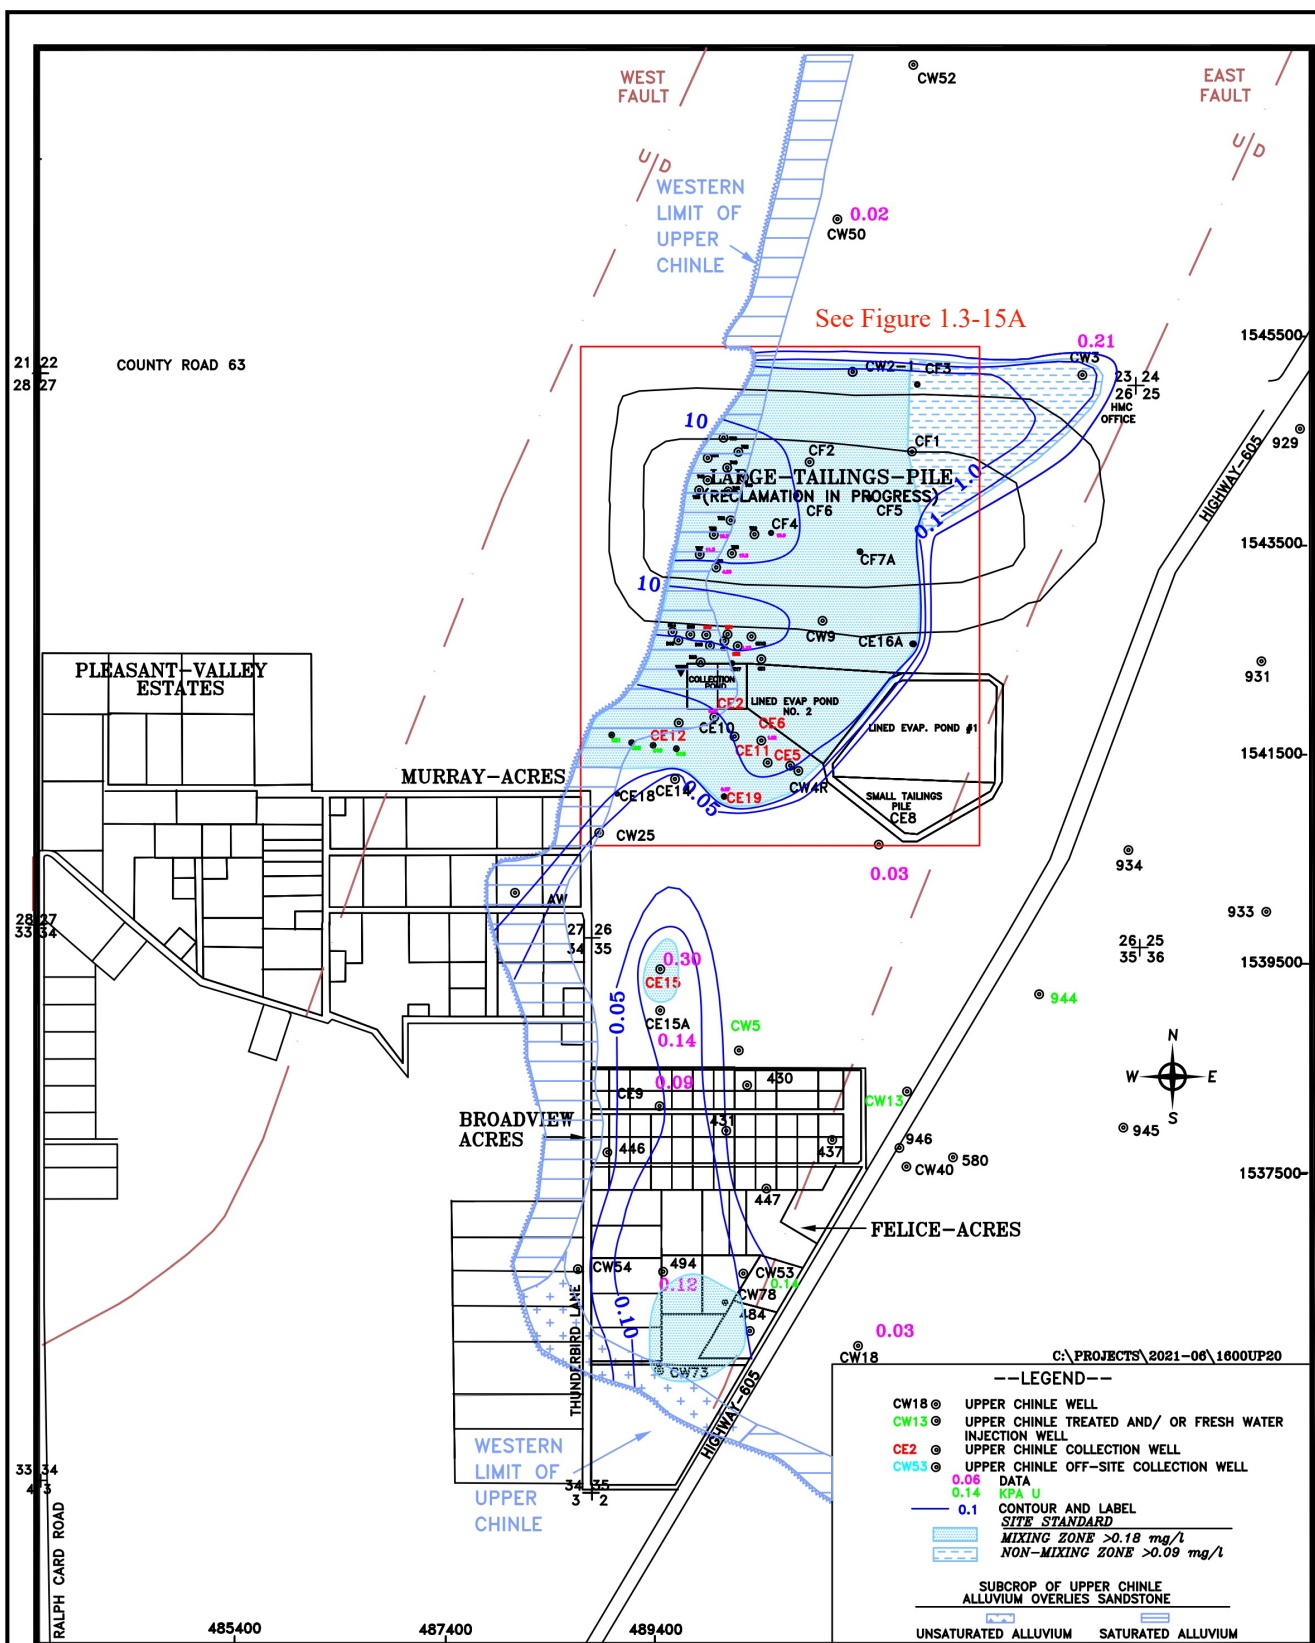 WEST
FAULT
EAST
FAULT
CW52
U/D
U/D
WESTERN
LIMIT OF
UPPER
CHINLE
0.02
CW50
See Figure 1.3-15A
1545500
0.21
CW3
21 22
28 27
COUNTY ROAD 63
CW2-1
CF3
23 24
26 25
HMC
OFFICE
929
HIGHWAY-605
10
CF2
CF1
LARGE-TAILINGS-PILE
(RECLAMATION IN PROGRESS)
1.0
CF6
CF5
0.1
CF4
1543500
CF7A
10
CW9
CE16A
PLEASANT-VALLEY
ESTATES
931
COLLECTION
POND
CE2
LINED EVAP POND
NO. 2
CE10
CE6
LINED EVAP. POND #1
CE12
CE11
CE5
1541500
MURRAY-ACRES
CE14
CW4R
0.05
CE18
CE19
SMALL TAILINGS
PILE
CE8
CW25
0.03
934
AW
933
28 27
33 34
27 26
34 35
26 25
35 36
1539500
0.30
CE15
944
0.05
CE15A
0.14
CW5
N
W E
S
0.09
CE9
430
CW13
BROADVIEW
ACRES
431
437
945
446
946
580
CW40
1537500
447
FELICE-ACRES
CW54
494
0.12
CW53
0.14
CW78
484
0.10
THUNDERBIRD-LANE
0.03
CW18
CW73
HIGHWAY-605
WESTERN
LIMIT OF
UPPER
CHINLE
33 34
4 3
34 35
3 2
RALPH CARD ROAD
485400
487400
489400
C:\PROJECTS\2021-06\1600UP20
--LEGEND--
CW18 UPPER CHINLE WELL
CW13 UPPER CHINLE TREATED AND/ OR FRESH WATER
INJECTION WELL
CE2 UPPER CHINLE COLLECTION WELL
CW53 UPPER CHINLE OFF-SITE COLLECTION WELL
0.06 DATA
0.14 KPA U
0.1 CONTOUR AND LABEL
SITE STANDARD
MIXING ZONE >0.18 mg/l
NON-MIXING ZONE >0.09 mg/l
SUBCROP OF UPPER CHINLE
ALLUVIUM OVERLIES SANDSTONE
UNSATURATED ALLUVIUM SATURATED ALLUVIUM